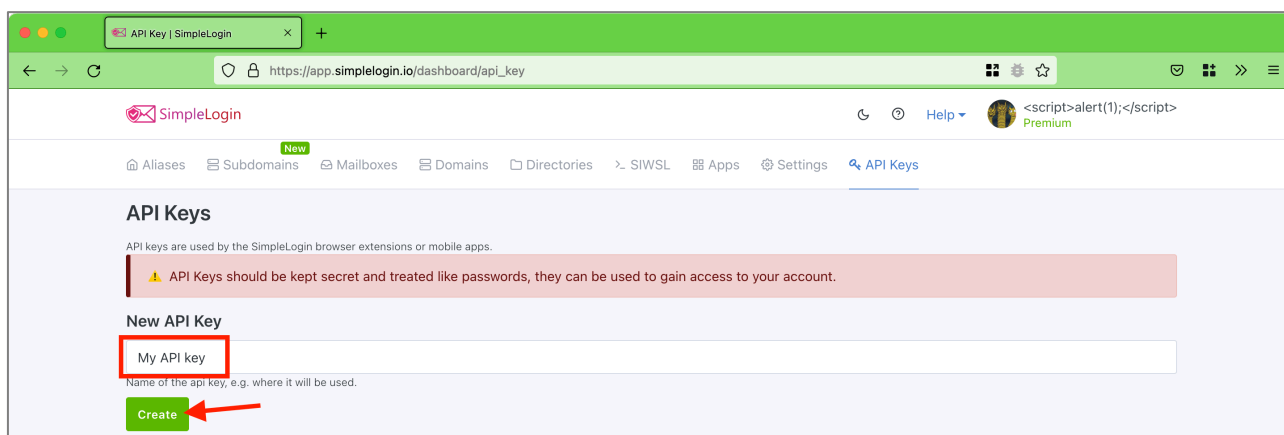 API Key | SimpleLogin
https://app.simplelogin.io/dashboard/api_key
SimpleLogin
Help
<script>alert(1);</script>
Premium
New
Aliases Subdomains Mailboxes Domains Directories SIWSL Apps Settings API Keys
API Keys
API keys are used by the SimpleLogin browser extensions or mobile apps.
API Keys should be kept secret and treated like passwords, they can be used to gain access to your account.
New API Key
My API key
Name of the api key, e.g. where it will be used.
Create